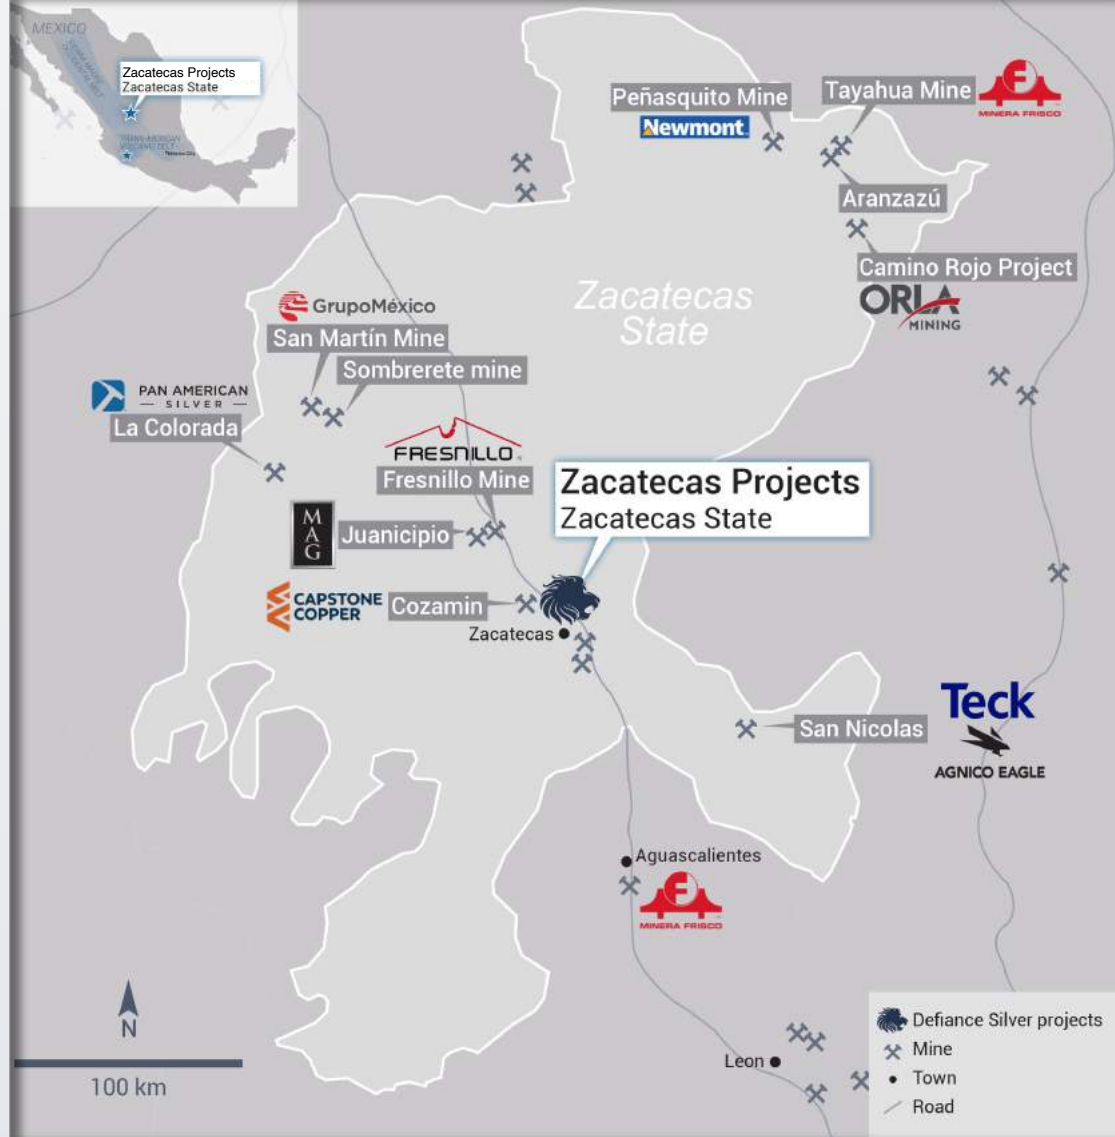 MEXICO
Zacatecas Projects
Zacatecas State
Peñasquito Mine
Newmont
Tayahua Mine
MINERA FRISCO
Aranzazú
Camino Rojo Project
ORLA
MINING
Zacatecas
State
GrupoMéxico
San Martín Mine
Sombrerete mine
PAN AMERICAN
— SILVER —
La Colorada
FRESNILLO
Fresnillo Mine
Zacatecas Projects
Zacatecas State
MAG
Juanicipio
CAPSTONE
COPPER
Cozamin
Zacatecas
San Nicolas
Teck
AGNICO EAGLE
Aguascalientes
MINERA FRISCO
N
100 km
Leon
Defiance Silver projects
Mine
Town
Road